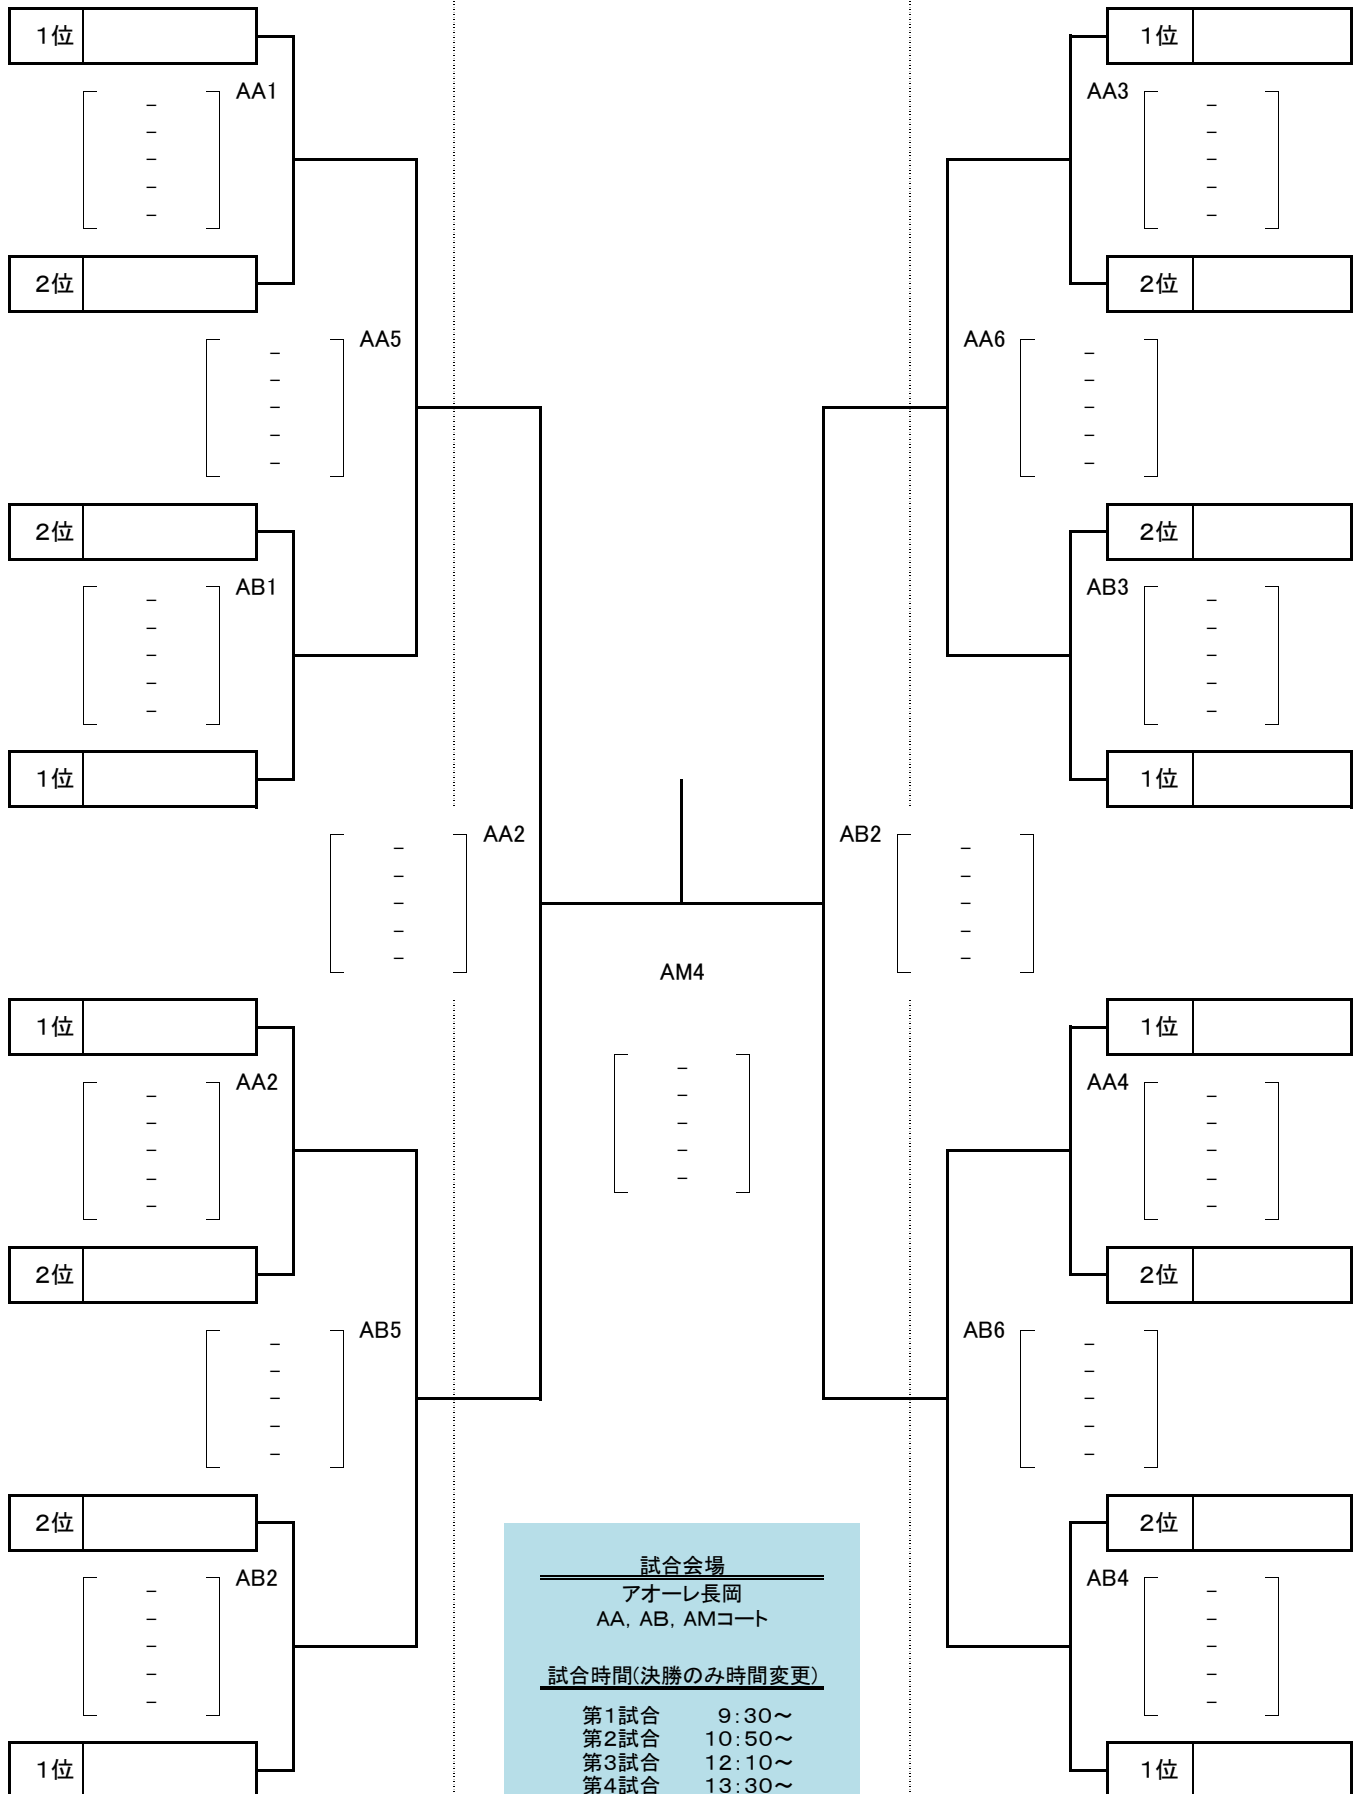 1位 1位
AA1 AA3
- -
- -
- -
- -
- -
2位 2位
AA5 AA6
- -
- -
- -
- -
- -
2位 2位
AB1 AB3
- -
- -
- -
- -
- -
1位 1位
AA2 AB2
- -
- -
- -
- -
- -
AM4
1位 1位
-
AA2 AA4
- - -
- - -
- - -
- -
- -
2位 2位
AB5 AB6
- -
- -
- -
- -
- -
2位 2位
AB2 AB4
- -
- -
- -
- -
- -
1位 1位
試合会場
アオーレ長岡
AA, AB, AMコート
試合時間(決勝のみ時間変更)
第1試合 9:30～
第2試合 10:50～
第3試合 12:10～
第4試合 13:30～